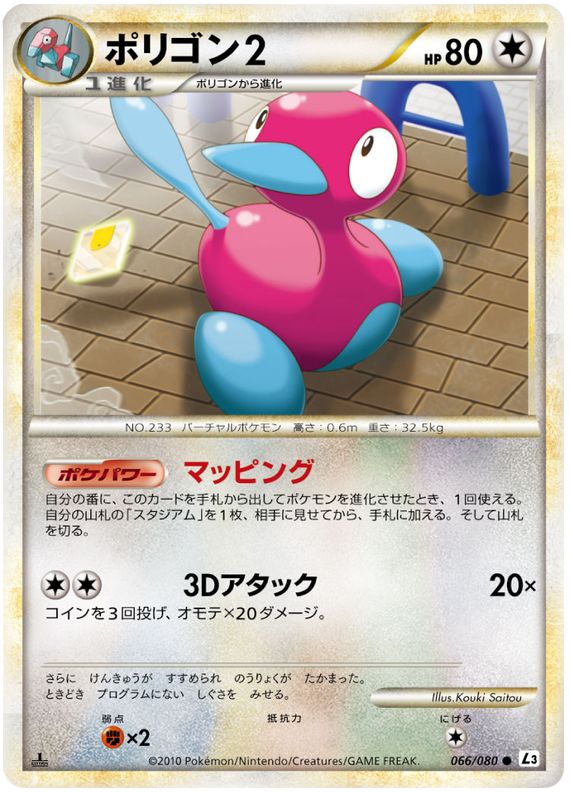 ポリゴン2
HP80
1進化
ポリゴンから進化
NO.233 バーチャルポケモン 高さ:0.6m 重さ:32.5kg
ポケパワー マッピング
自分の番に、このカードを手札から出してポケモンを進化させたとき、1回使える。
自分の山札の「スタジアム」を1枚、相手に見せてから、手札に加える。そして山札
を切る。
3Dアタック 20×
コインを3回投げ、オモテ×20ダメージ。
さらに けんきゅうが すすめられ のうりょくが たかまった。
ときどき プログラムにない しぐさを みせる。
Illus.Kouki Saitou
弱点 抵抗力 にげる
×2
©2010 Pokémon/Nintendo/Creatures/GAME FREAK.
066/080 ● L3